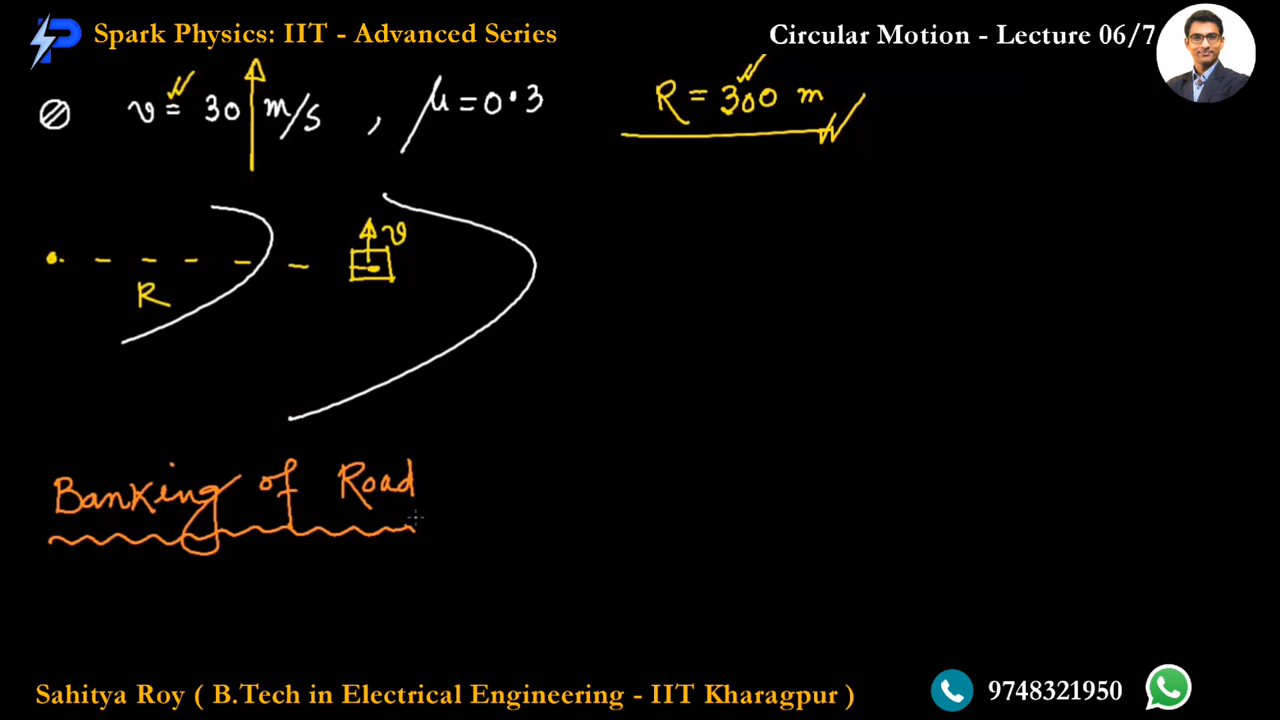 Spark Physics: IIT - Advanced Series
Circular Motion - Lecture 06/7
v = 30 m/s , μ = 0.3
R = 300 m
v
R
Banking of Road
Sahitya Roy ( B.Tech in Electrical Engineering - IIT Kharagpur )
9748321950